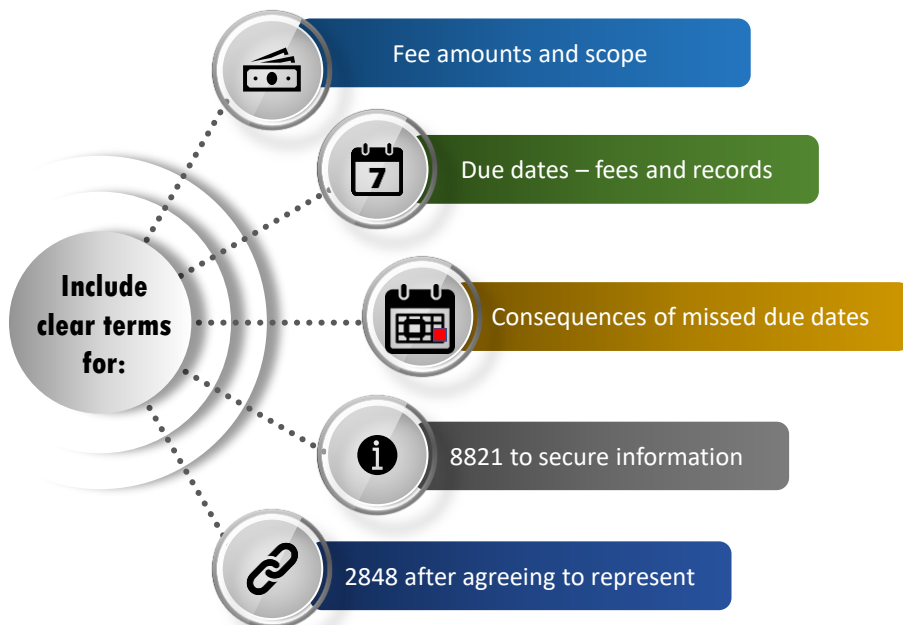 Fee amounts and scope
7
Due dates – fees and records
Include
clear terms
for:
Consequences of missed due dates
i
8821 to secure information
2848 after agreeing to represent